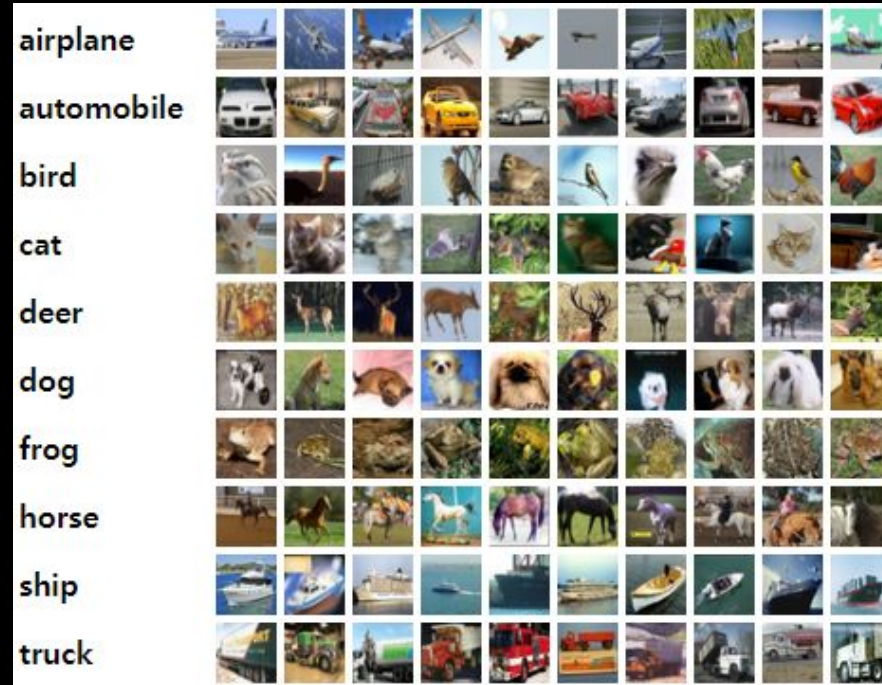 airplane
automobile
bird
cat
deer
dog
frog
horse
ship
truck